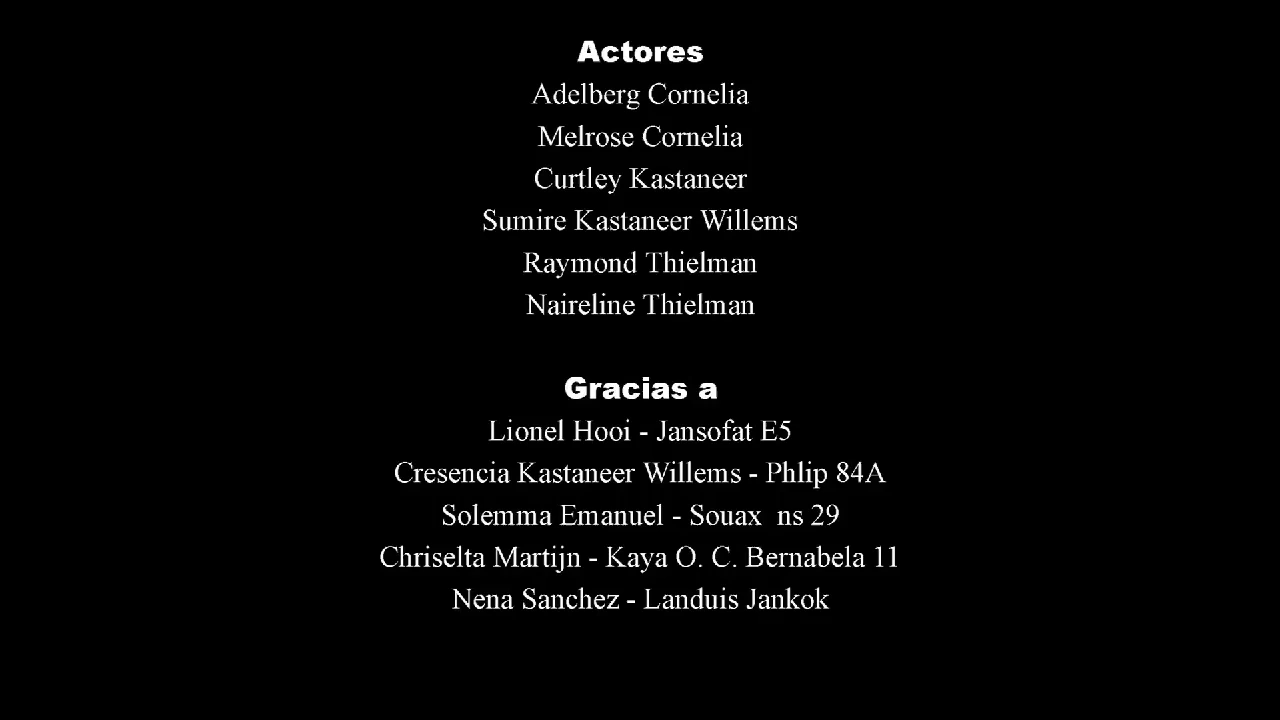 Actores
Adelberg Cornelia
Melrose Cornelia
Curtley Kastaneer
Sumire Kastaneer Willems
Raymond Thielman
Naireline Thielman
Gracias a
Lionel Hooi - Jansofat E5
Cresencia Kastaneer Willems - Phlip 84A
Solemma Emanuel - Souax  ns 29
Chriselta Martijn - Kaya O. C. Bernabela 11
Nena Sanchez - Landuis Jankok